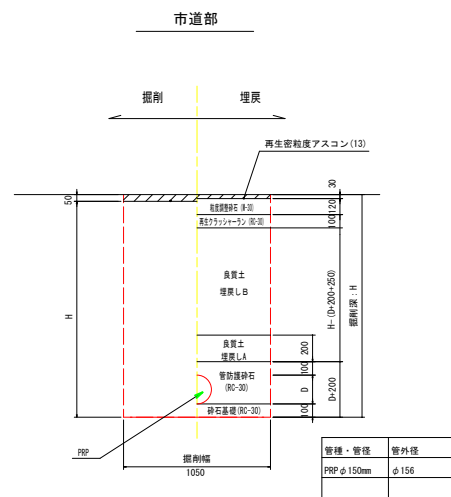 市道部
掘削 埋戻
再生密粒度アスコン(13)
50
30
粒度調整砕石(M-30)
120
再生クラッシャーラン(RC-30)
100
良質土
埋戻しB
H
H-(D+200+250)
掘削深:H
良質土
埋戻しA
200
管防護砕石
(RC-30)
100
D
D+200
砕石基礎(RC-30)
100
PRP
掘削幅
1050
管種・管径 管外径
PRPφ150mm φ156